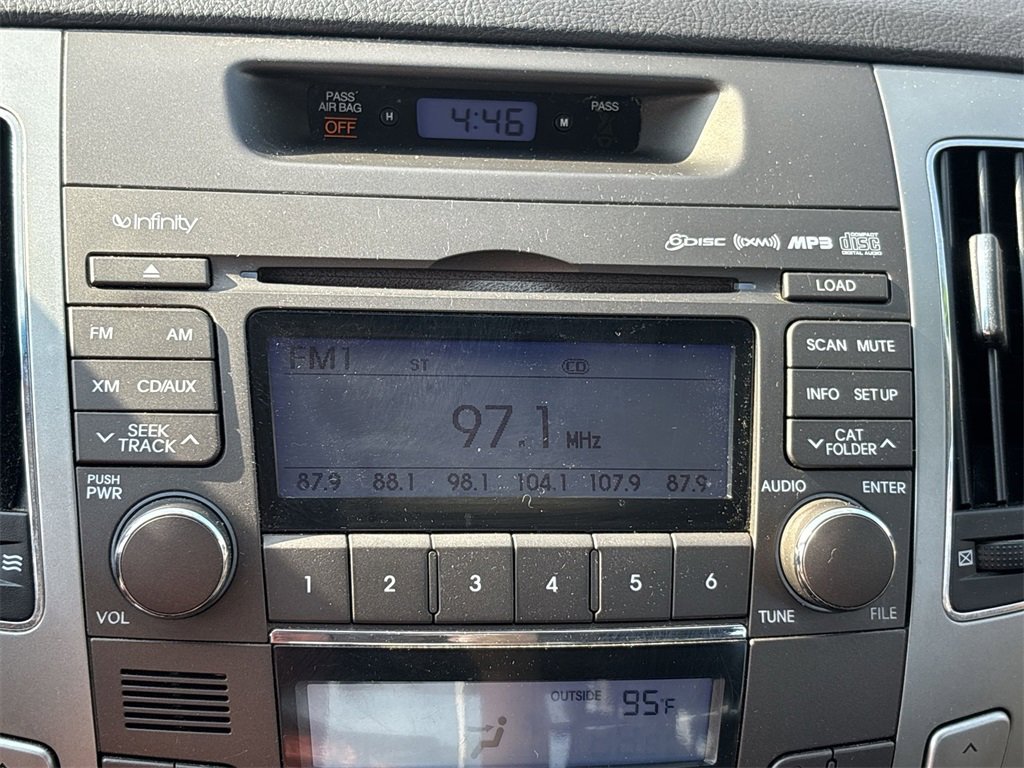 PASS
AIR BAG
OFF
H
4:46
M
PASS
Infinity
6DISC ((XM)) MP3 COMPACT
disc
DIGITAL AUDIO
LOAD
FM AM
XM CD/AUX
SEEK
TRACK
PUSH
PWR
VOL
FM1 ST CD
97.1 MHz
87.9 88.1 98.1 104.1 107.9 87.9
SCAN MUTE
INFO SETUP
CAT
FOLDER
AUDIO ENTER
TUNE FILE
1 2 3 4 5 6
OUTSIDE 95°F